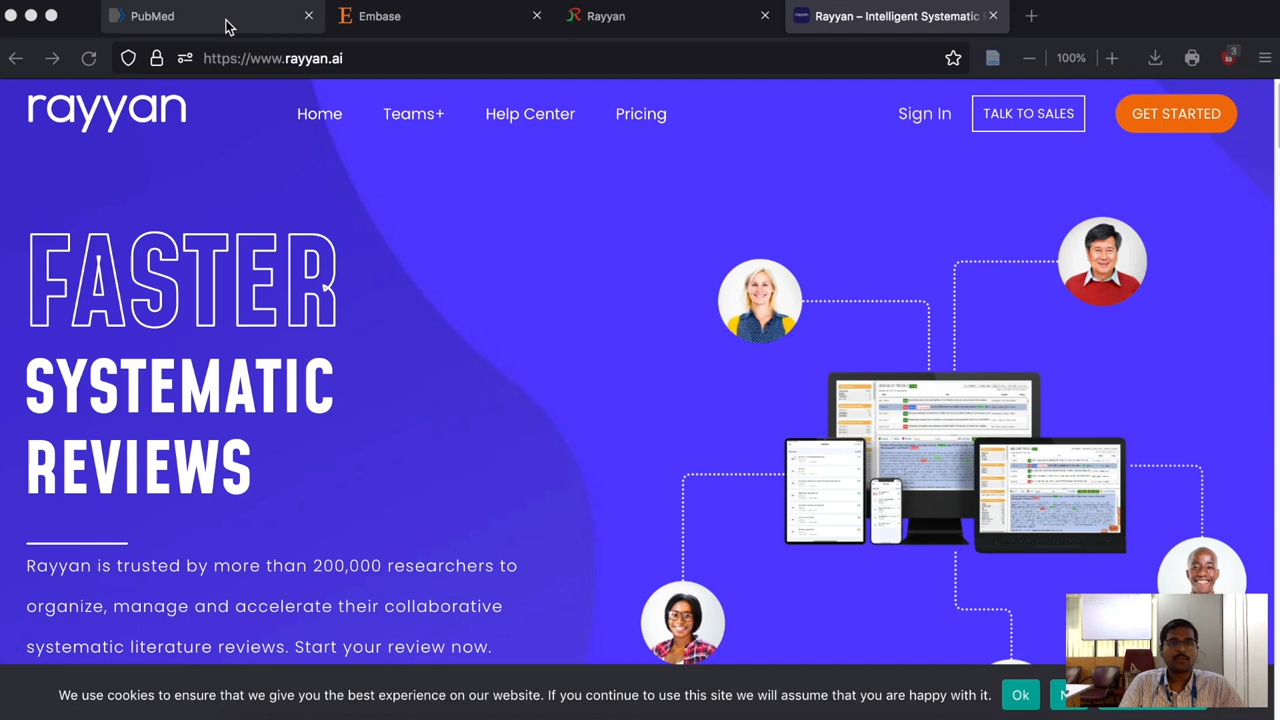 PubMed
Embase
Rayyan
Rayyan – Intelligent Systematic
https://www.rayyan.ai
100%
3
rayyan
Home
Teams+
Help Center
Pricing
Sign In
TALK TO SALES
GET STARTED
FASTER
SYSTEMATIC
REVIEWS
Rayyan is trusted by more than 200,000 researchers to
organize, manage and accelerate their collaborative
systematic literature reviews. Start your review now.
We use cookies to ensure that we give you the best experience on our website. If you continue to use this site we will assume that you are happy with it.
Ok